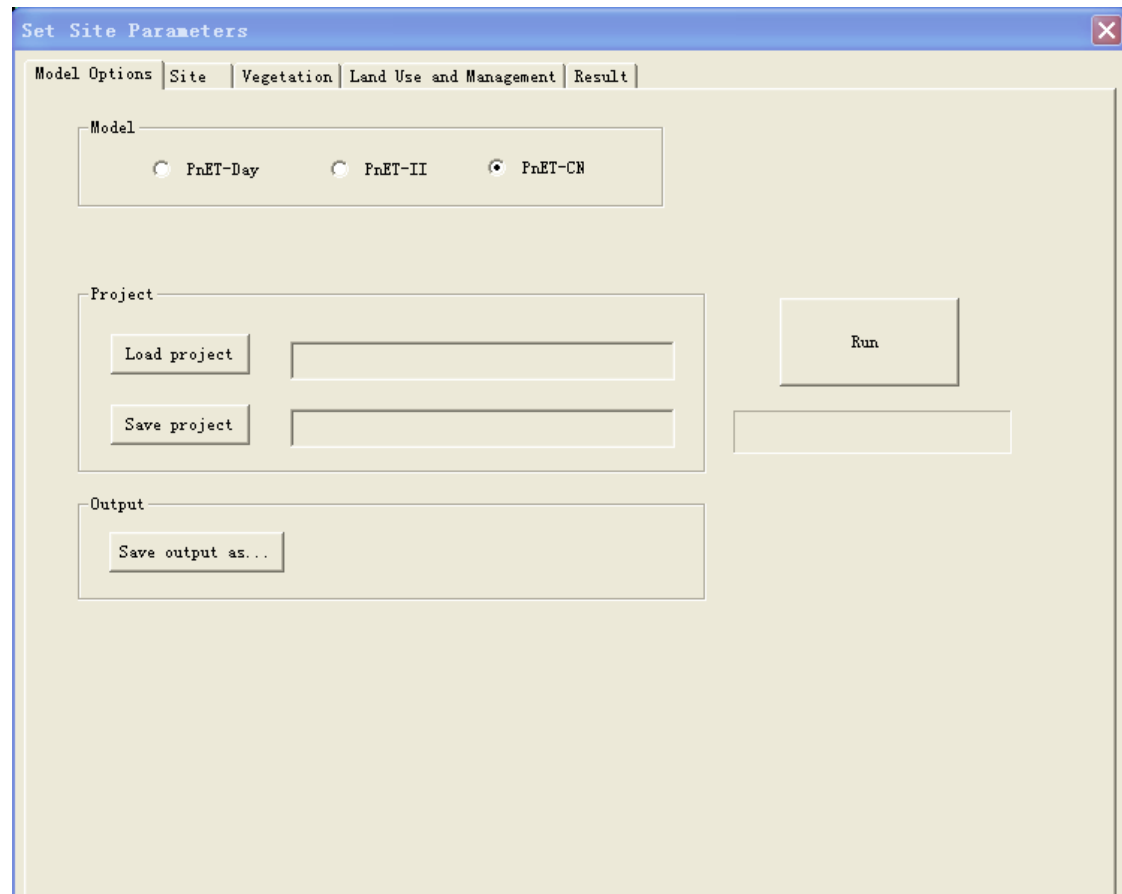 Set Site Parameters
Model Options Site Vegetation Land Use and Management Result
Model
PnET-Day PnET-II PnET-CN
Project
Load project
Run
Save project
Output
Save output as...